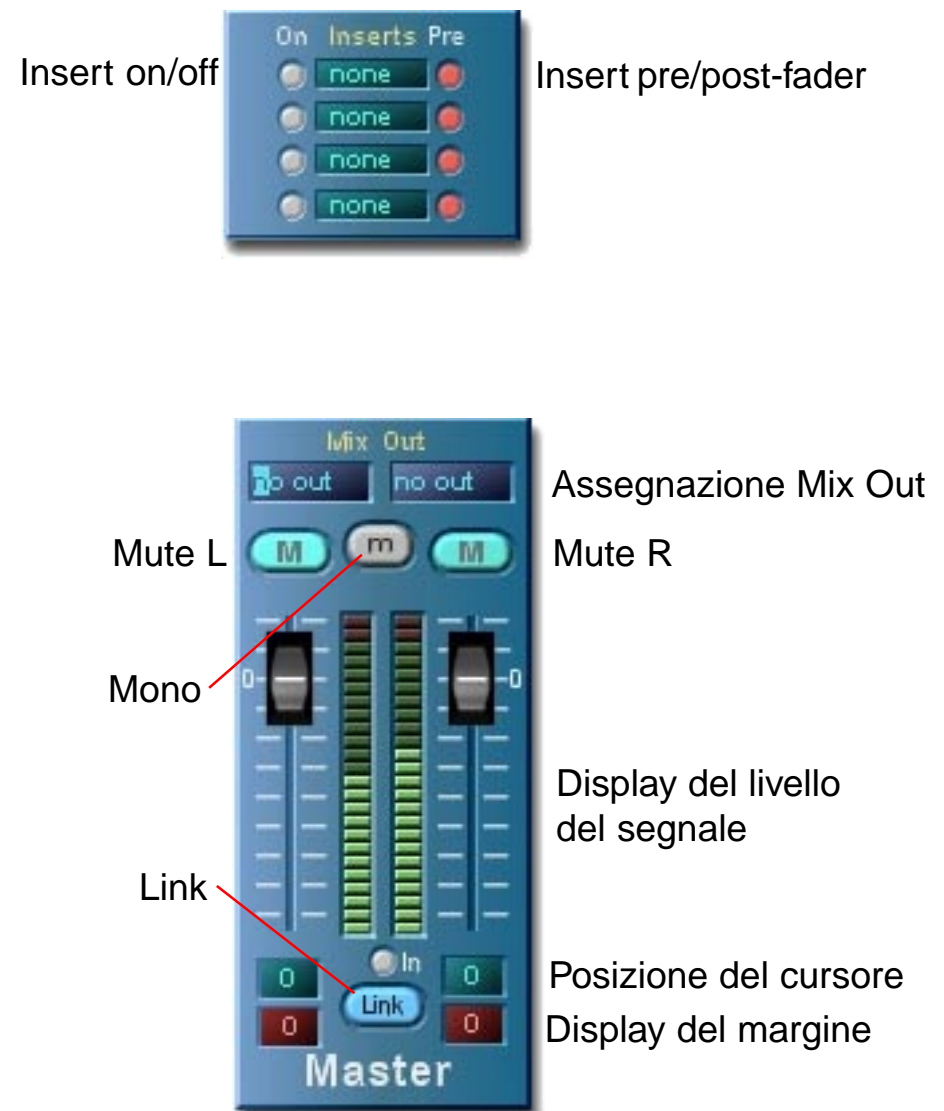 On Inserts Pre
Insert on/off none Insert pre/post-fader
none
none
none
Mix Out
no out no out Assegnazione Mix Out
Mute L M m M Mute R
Mono 0 0
Display del livello
del segnale
Link
In
0 0 Posizione del cursore
Link
0 0 Display del margine
Master